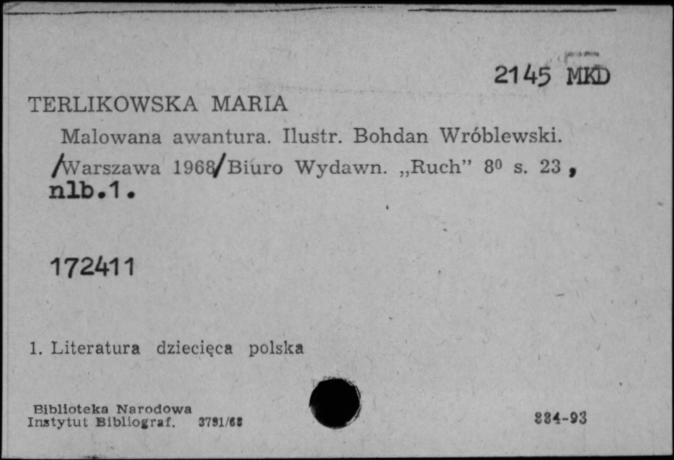 2145 MKD
TERLIKOWSKA MARIA
Malowana awantura. Ilustr. Bohdan Wróblewski.
/Warszawa 1968/Biuro Wydawn. „Ruch” 8⁰ s. 23,
nlb.1.
172411
1. Literatura dziecięca polska
Biblioteka Narodowa
Instytut Bibliograf. 3791/68
884-93